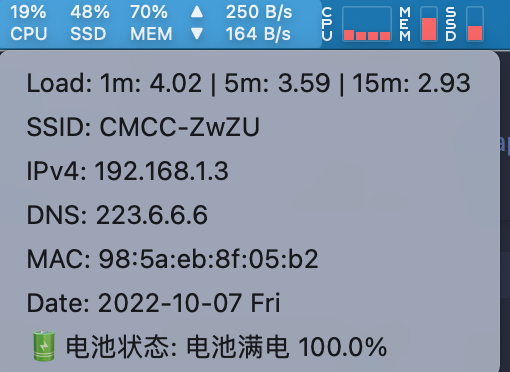 19% 48% 70% ▲ 250 B/s CPU MEM SSD
CPU SSD MEM ▼ 164 B/s
Load: 1m: 4.02 | 5m: 3.59 | 15m: 2.93
SSID: CMCC-ZwZU
IPv4: 192.168.1.3
DNS: 223.6.6.6
MAC: 98:5a:eb:8f:05:b2
Date: 2022-10-07 Fri
电池状态: 电池满电 100.0%